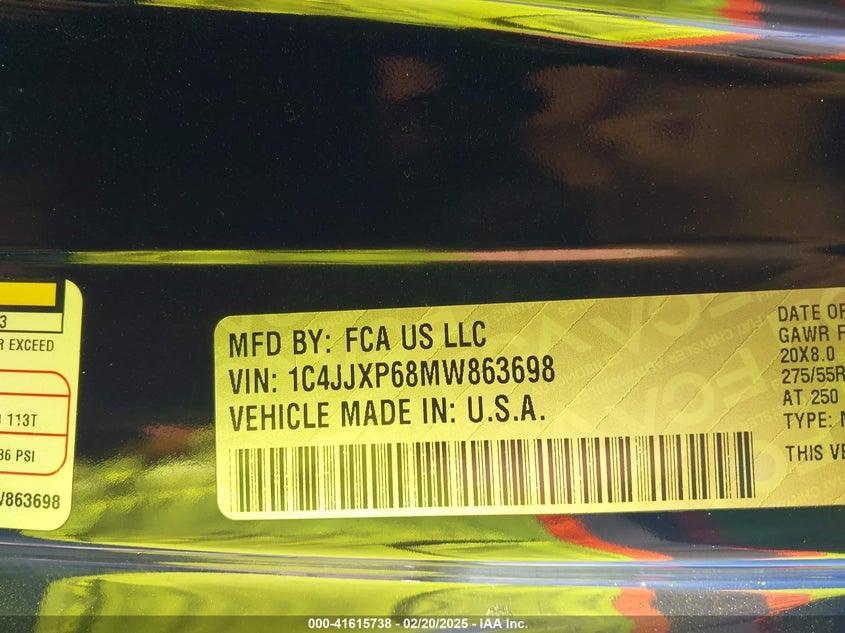 3
R EXCEED
113T
36 PSI
W863698
MFD BY: FCA US LLC
VIN: 1C4JJXP68MW863698
VEHICLE MADE IN: U.S.A.
DATE OF
GAWR F
20X8.0
275/55R
AT 250
TYPE:
THIS VE
000-41615738 - 02/20/2025 - IAA Inc.